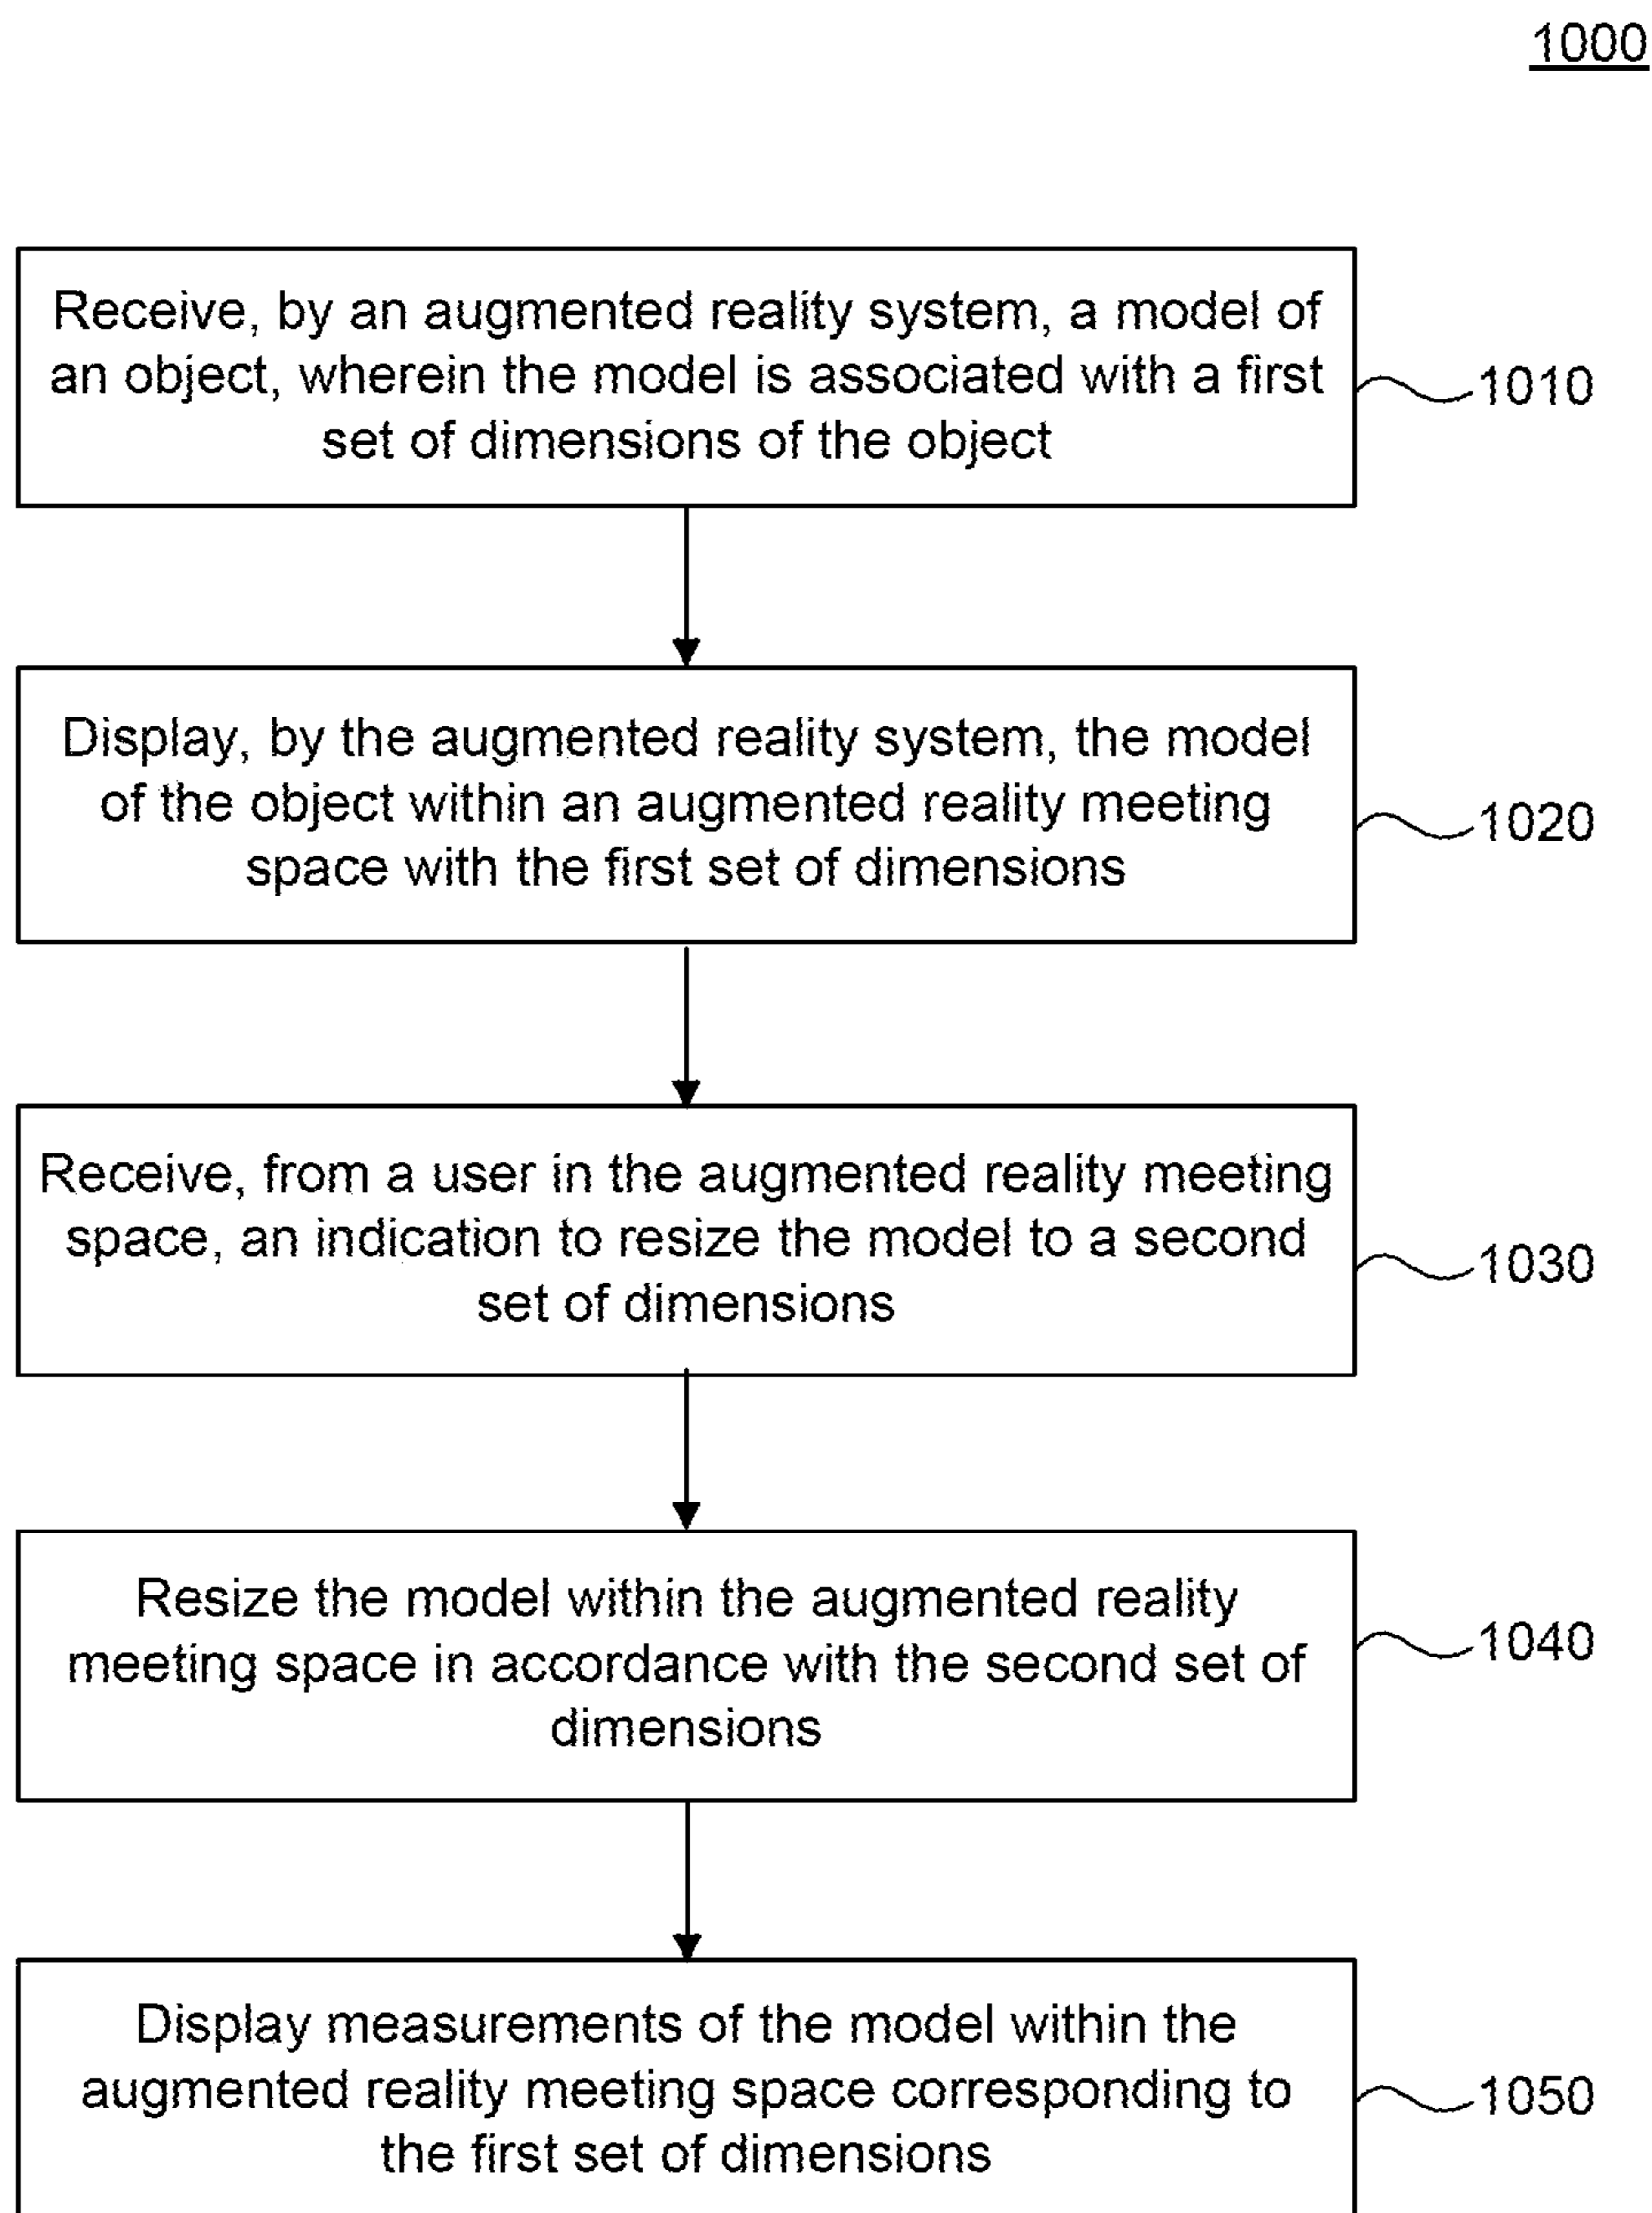 1000
Receive, by an augmented reality system, a model of
an object, wherein the model is associated with a first
set of dimensions of the object
1010
Display, by the augmented reality system, the model
of the object within an augmented reality meeting
space with the first set of dimensions
1020
Receive, from a user in the augmented reality meeting
space, an indication to resize the model to a second
set of dimensions
1030
Resize the model within the augmented reality
meeting space in accordance with the second set of
dimensions
1040
Display measurements of the model within the
augmented reality meeting space corresponding to
the first set of dimensions
1050